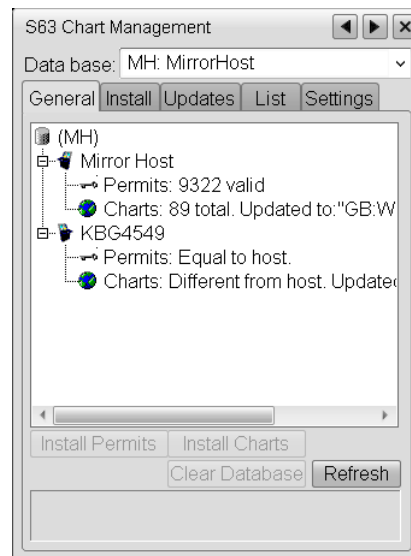 S63 Chart Management
Data base: MH: MirrorHost
General Install Updates List Settings
(MH)
Mirror Host
Permits: 9322 valid
Charts: 89 total. Updated to:"GB:W
KBG4549
Permits: Equal to host.
Charts: Different from host. Update
Install Permits Install Charts
Clear Database Refresh